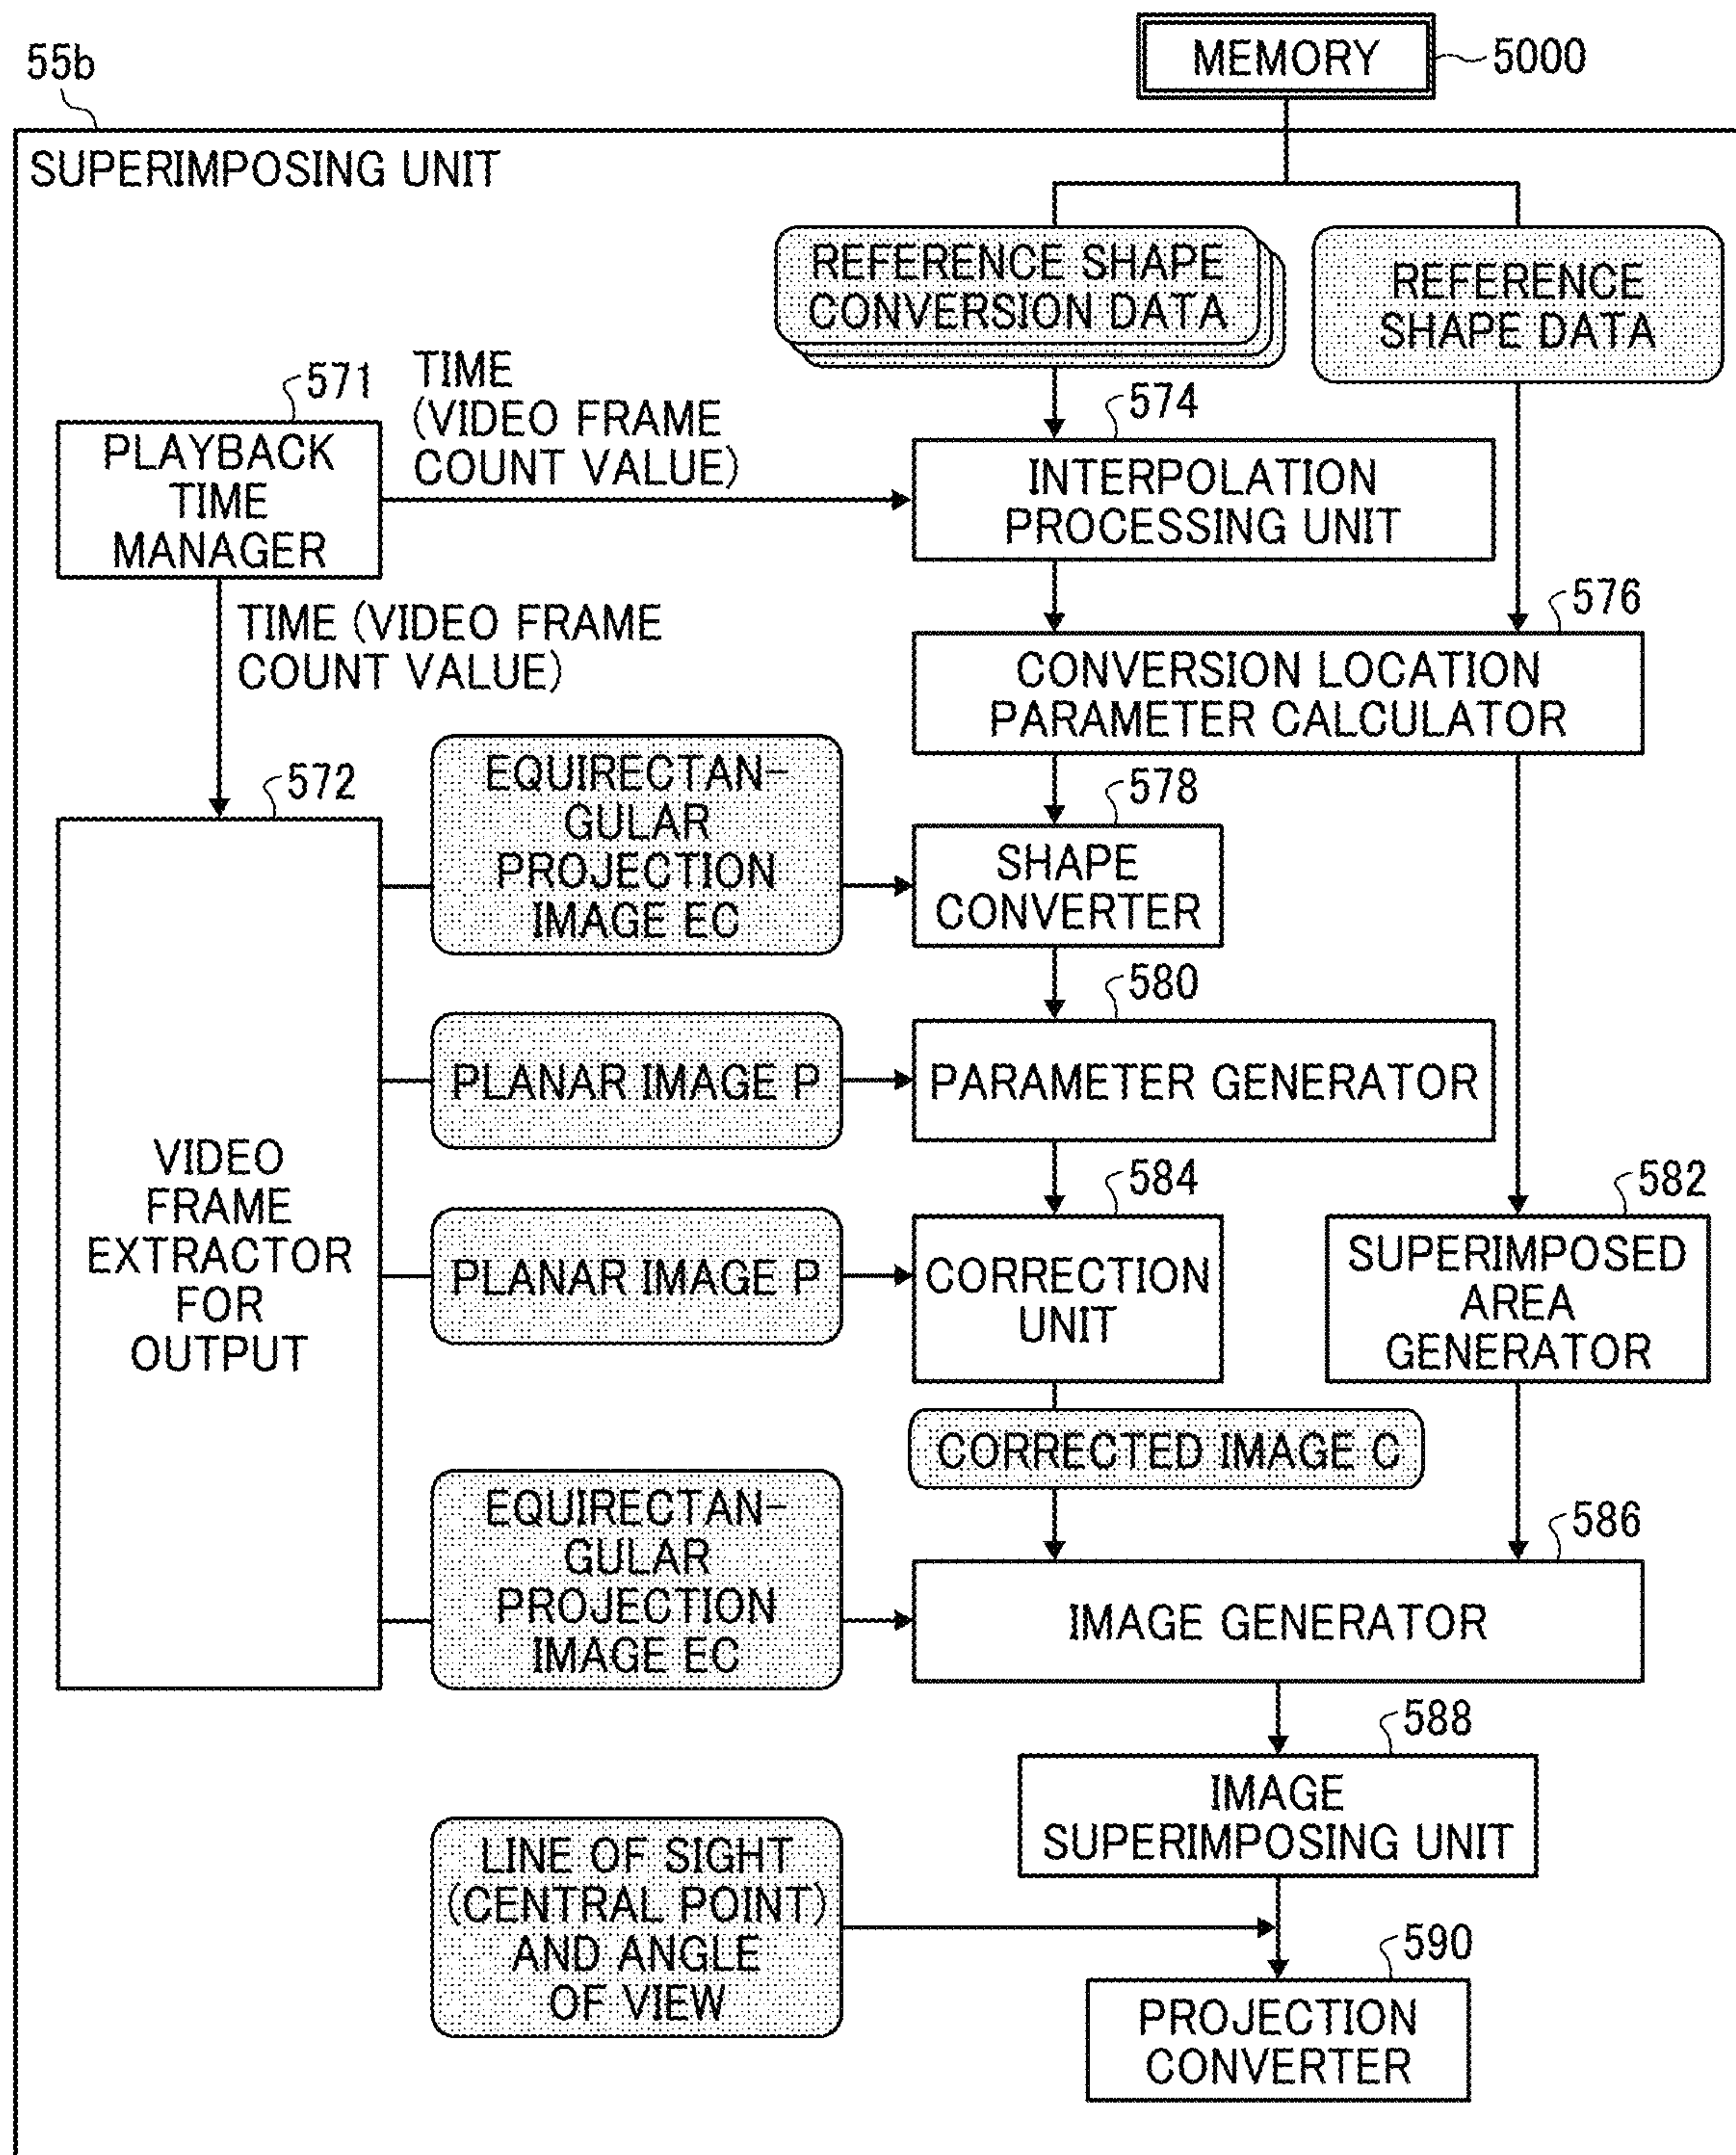 MEMORY
5000
55b
SUPERIMPOSING UNIT
REFERENCE SHAPE
CONVERSION DATA
REFERENCE
SHAPE DATA
571
TIME
(VIDEO FRAME
COUNT VALUE)
574
PLAYBACK
TIME
MANAGER
INTERPOLATION
PROCESSING UNIT
TIME (VIDEO FRAME
COUNT VALUE)
576
CONVERSION LOCATION
PARAMETER CALCULATOR
572
EQUIRECTAN-
GULAR
PROJECTION
IMAGE EC
578
SHAPE
CONVERTER
580
PLANAR IMAGE P
PARAMETER GENERATOR
VIDEO
FRAME
EXTRACTOR
FOR
OUTPUT
584
582
PLANAR IMAGE P
CORRECTION
UNIT
SUPERIMPOSED
AREA
GENERATOR
CORRECTED IMAGE C
EQUIRECTAN-
GULAR
PROJECTION
IMAGE EC
586
IMAGE GENERATOR
588
IMAGE
SUPERIMPOSING UNIT
LINE OF SIGHT
(CENTRAL POINT)
AND ANGLE
OF VIEW
590
PROJECTION
CONVERTER